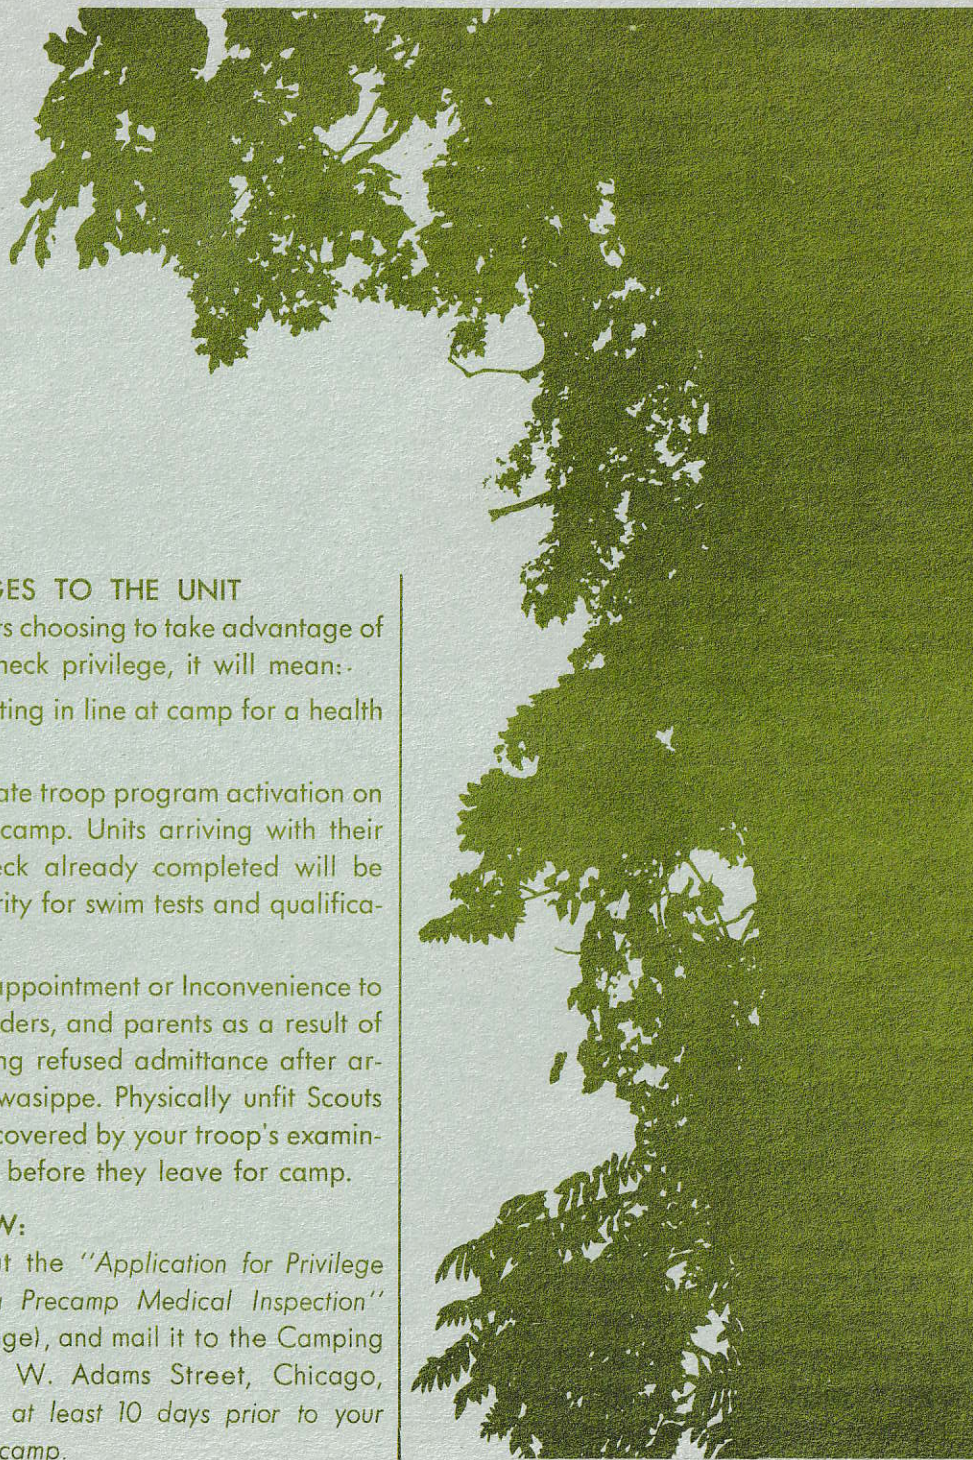 GES TO THE UNIT
rs choosing to take advantage of
heck privilege, it will mean:
ting in line at camp for a health
ate troop program activation on
camp. Units arriving with their
eck already completed will be
rity for swim tests and qualifica-
appointment or Inconvenience to
ders, and parents as a result of
ng refused admittance after ar-
wasippe. Physically unfit Scouts
covered by your troop's examin-
before they leave for camp.
W:
ut the "Application for Privilege
a Precamp Medical Inspection"
ge), and mail it to the Camping
W. Adams Street, Chicago,
at least 10 days prior to your
camp.